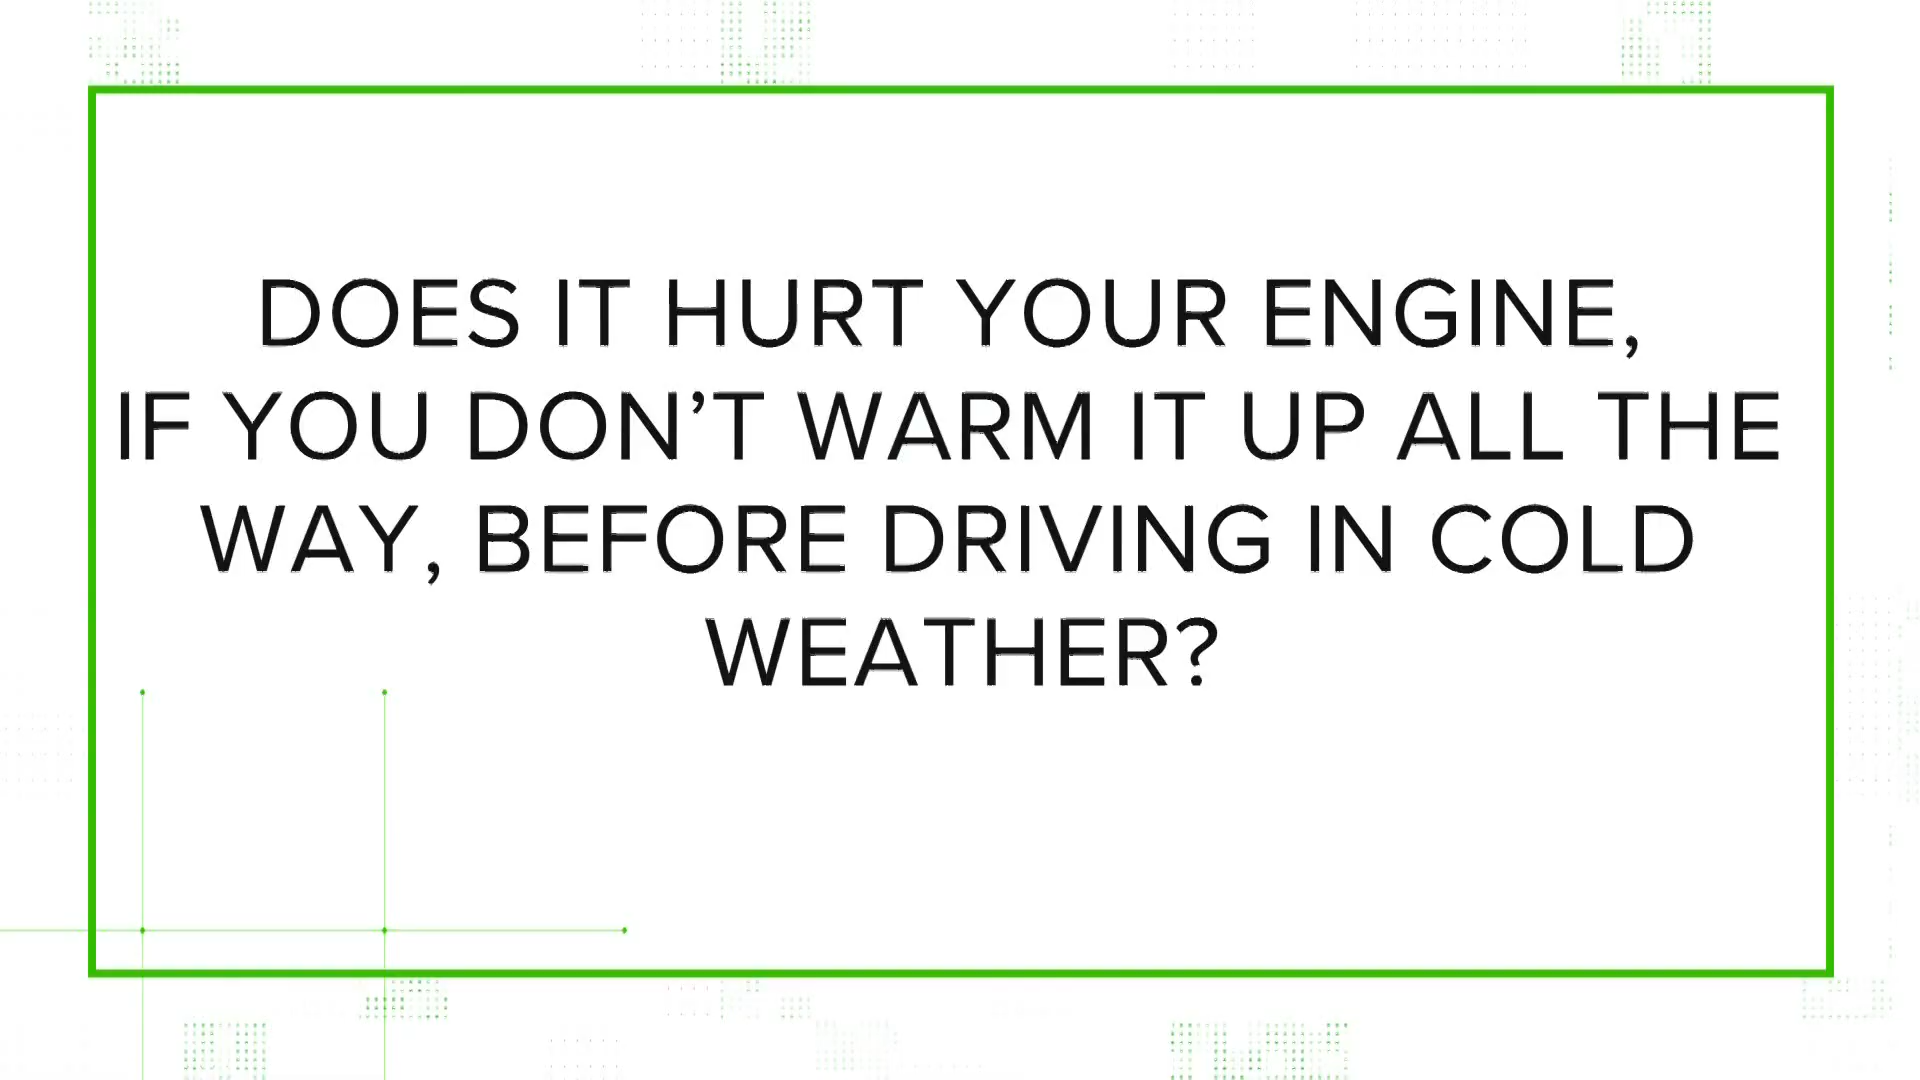 DOES IT HURT YOUR ENGINE,
IF YOU DON’T WARM IT UP ALL THE
WAY, BEFORE DRIVING IN COLD
WEATHER?